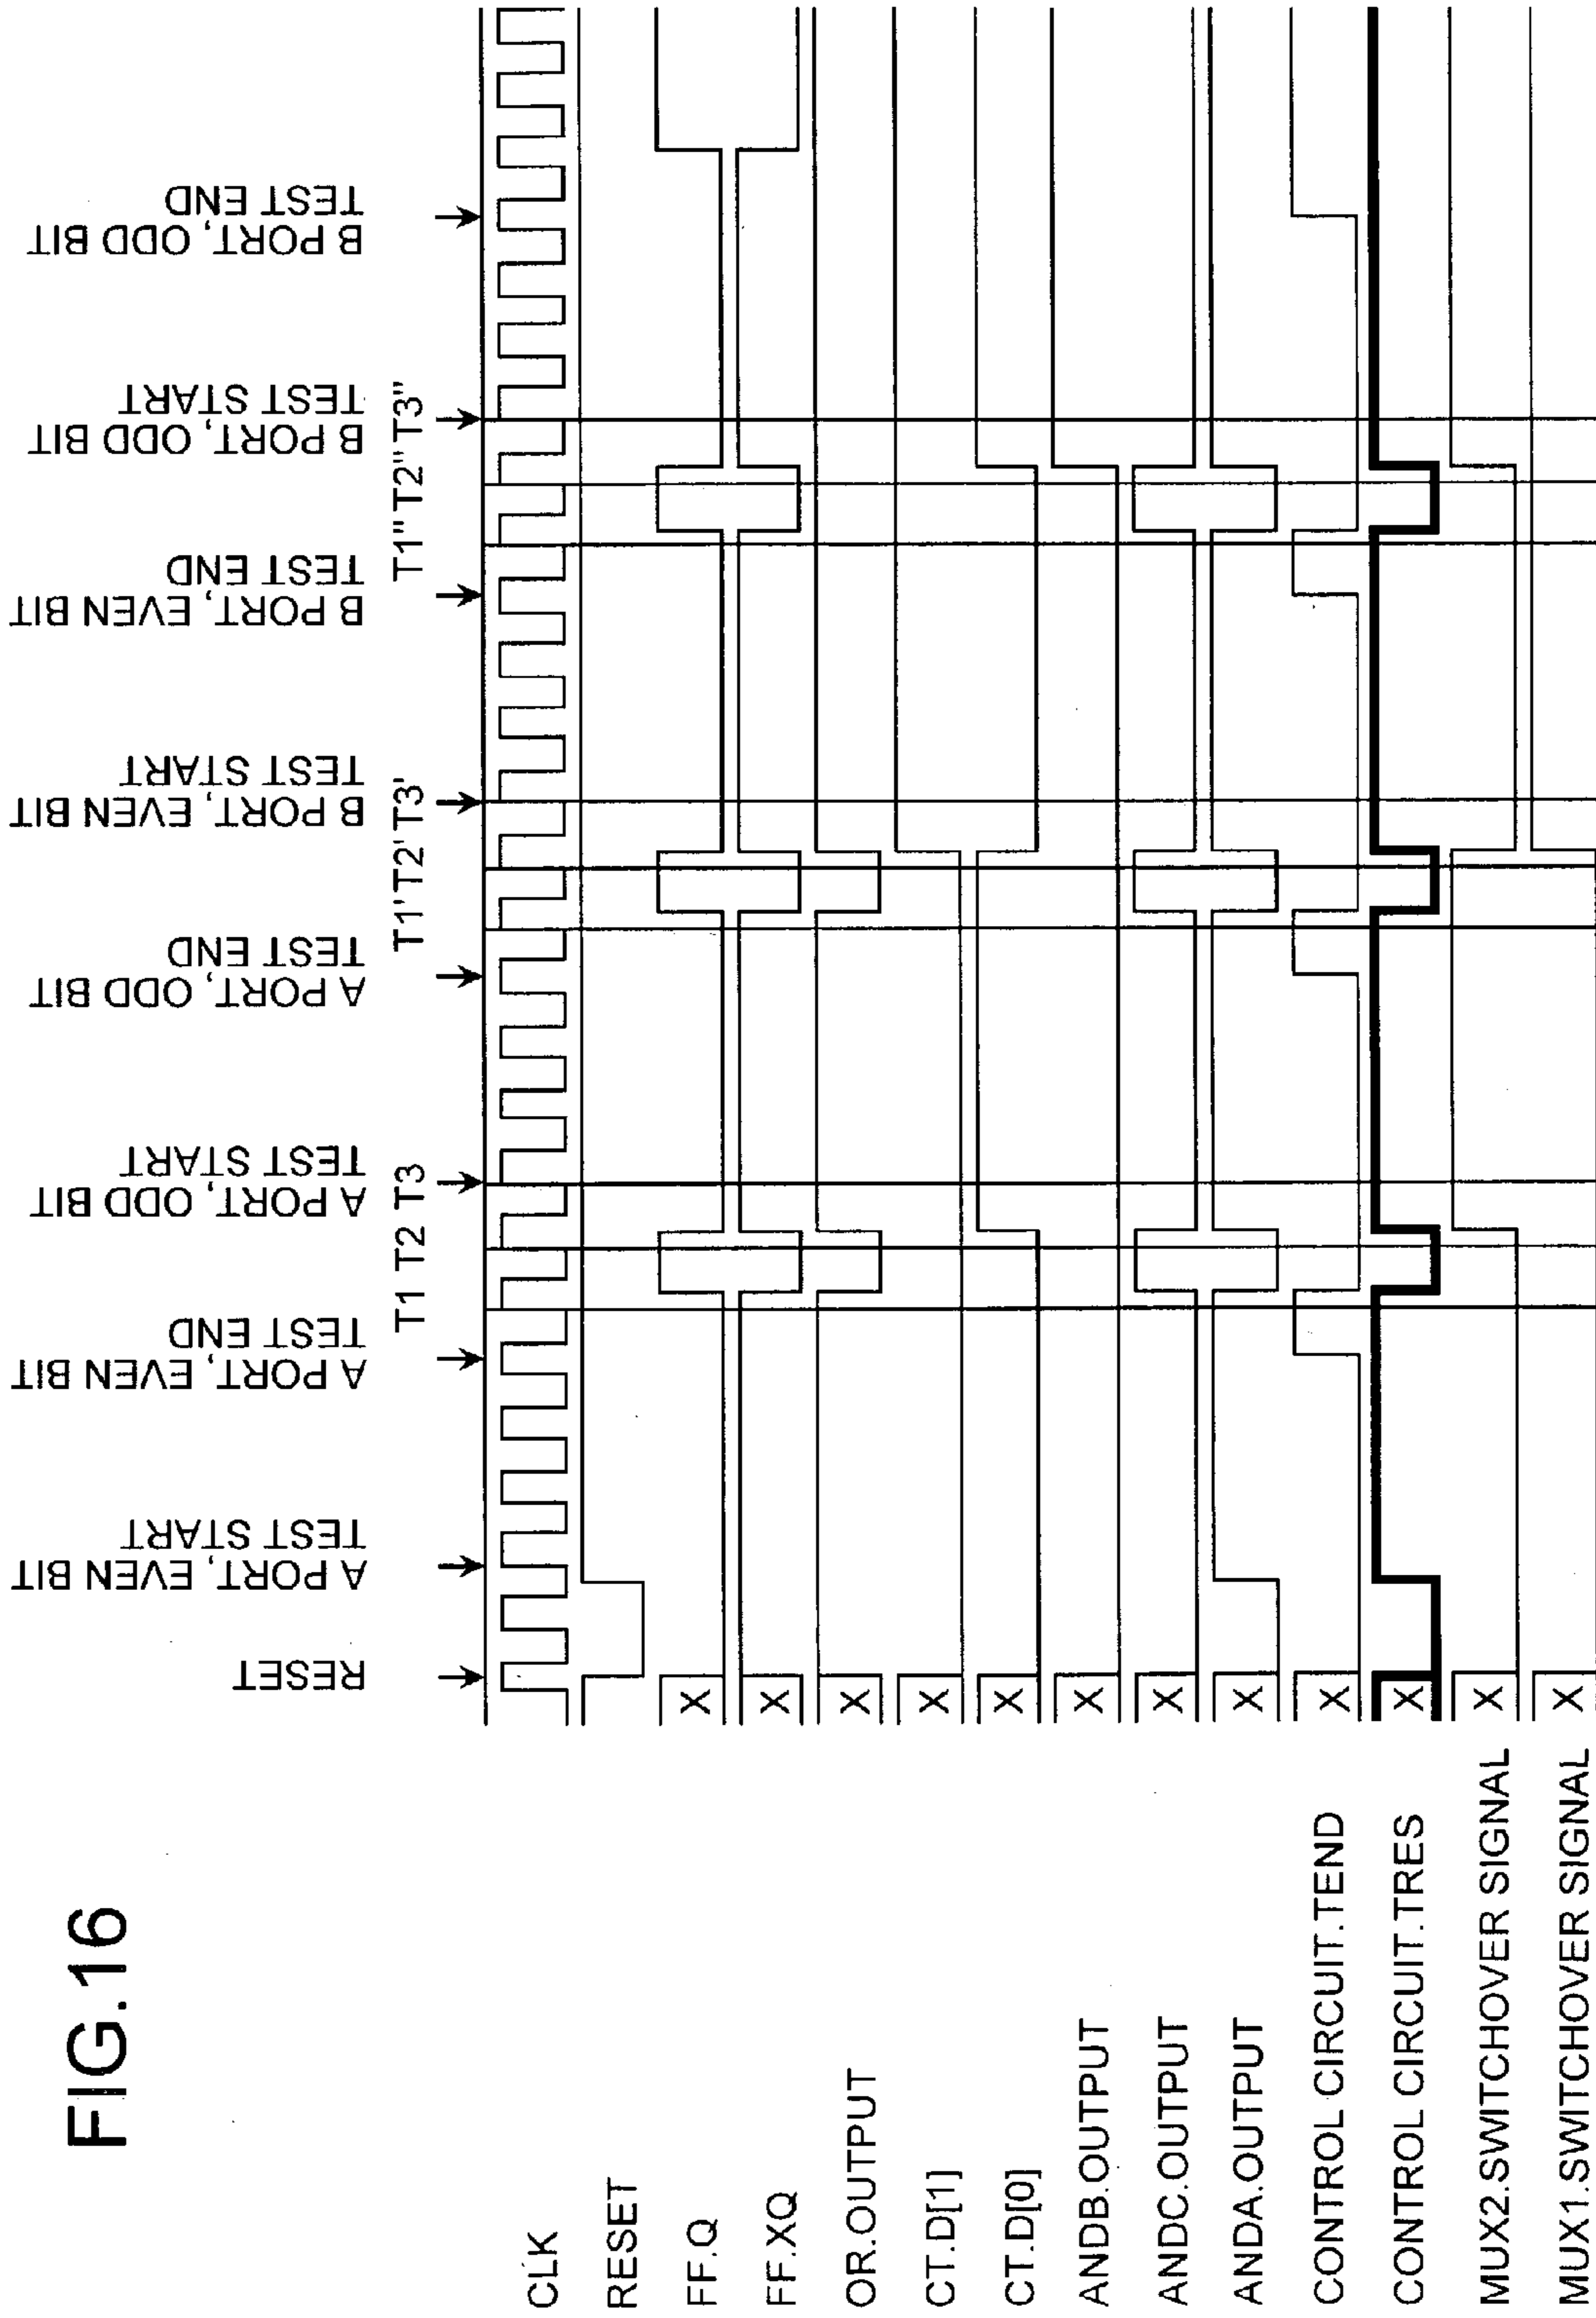 FIG.16
RESET
A PORT, EVEN BIT
TEST START
A PORT, EVEN BIT
TEST END
T1 T2 T3
A PORT, ODD BIT
TEST START
A PORT, ODD BIT
TEST END
T1' T2' T3'
B PORT, EVEN BIT
TEST START
B PORT, EVEN BIT
TEST END
T1" T2" T3"
B PORT, ODD BIT
TEST START
B PORT, ODD BIT
TEST END
CLK
RESET
FF.Q X
FF.XQ X
OR.OUTPUT X
CT.D[1] X
CT.D[0] X
ANDB.OUTPUT X
ANDC.OUTPUT X
ANDA.OUTPUT X
CONTROL CIRCUIT.TEND X
CONTROL CIRCUIT.TRES X
MUX2.SWITCHOVER SIGNAL X
MUX1.SWITCHOVER SIGNAL X